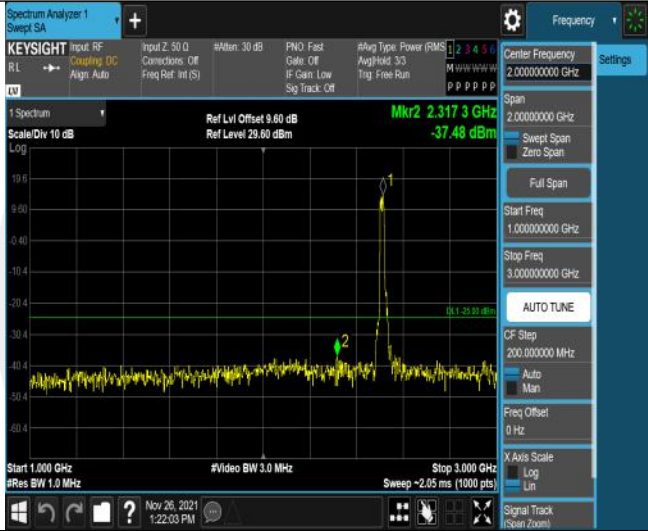 Spectrum Analyzer 1
Swept SA
+
Frequency
KEYSIGHT
RL
Input: RF
Coupling: DC
Align: Auto
Input Z: 50 Ω
Corrections: Off
Freq Ref: Int (S)
#Atten: 30 dB
PNO: Fast
Gate: Off
IF Gain: Low
Sig Track: Off
#Avg Type: Power (RMS
Avg|Hold: 3/3
Trig: Free Run
1 2 3 4 5 6
M W W W W W
P P P P P P
1 Spectrum
Scale/Div 10 dB
Log
Ref Lvl Offset 9.60 dB
Ref Level 29.60 dBm
Mkr2 2.317 3 GHz
-37.48 dBm
19.6
9.60
-0.40
-10.4
-20.4
-30.4
-40.4
-50.4
-60.4
1
2
DL1 -25.00 dBm
Start 1.000 GHz
#Res BW 1.0 MHz
#Video BW 3.0 MHz
Stop 3.000 GHz
Sweep ~2.05 ms (1000 pts)
Nov 26, 2021
1:22:03 PM
Center Frequency
2.000000000 GHz
Settings
Span
2.00000000 GHz
Swept Span
Zero Span
Full Span
Start Freq
1.000000000 GHz
Stop Freq
3.000000000 GHz
AUTO TUNE
CF Step
200.000000 MHz
Auto
Man
Freq Offset
0 Hz
X Axis Scale
Log
Lin
Signal Track
(Span Zoom)